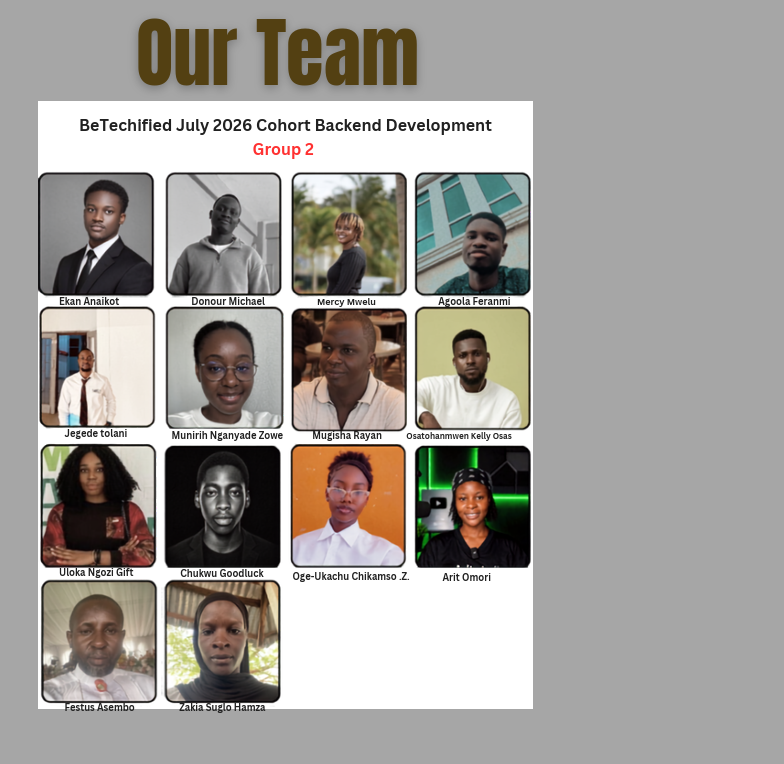 Our Team
BeTechified July 2026 Cohort Backend Development
Group 2
Ekan Anaikot
Donour Michael
Mercy Mwelu
Agoola Feranmi
Jegede tolani
Munirih Nganyade Zowe
Mugisha Rayan
Osatohanmwen Kelly Osas
Uloka Ngozi Gift
Chukwu Goodluck
Oge-Ukachu Chikamso .Z.
Arit Omori
Festus Asembo
Zakia Suglo Hamza